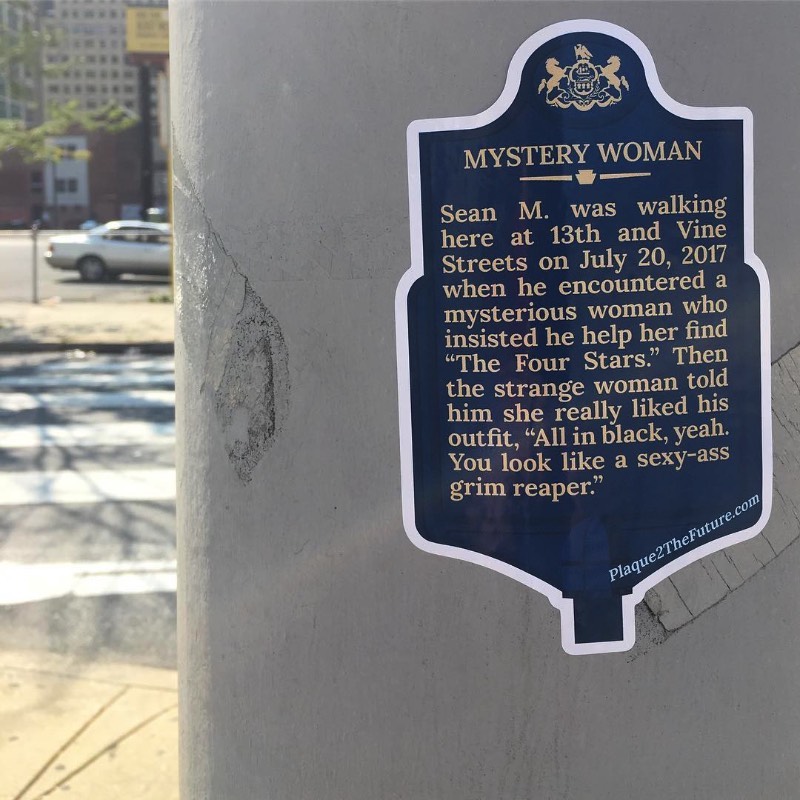 MYSTERY WOMAN
Sean M. was walking
here at 13th and Vine
Streets on July 20, 2017
when he encountered a
mysterious woman who
insisted he help her find
“The Four Stars.” Then
the strange woman told
him she really liked his
outfit, “All in black, yeah.
You look like a sexy-ass
grim reaper.”
Plaque2TheFuture.com